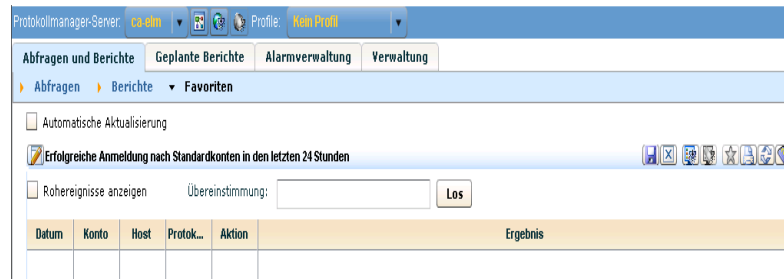 Protokollmanager-Server: ca-elm Profile: Kein Profil
Abfragen und Berichte Geplante Berichte Alarmverwaltung Verwaltung
Abfragen Berichte Favoriten
Automatische Aktualisierung
Erfolgreiche Anmeldung nach Standardkonten in den letzten 24 Stunden
Rohereignisse anzeigen Übereinstimmung: Los
Datum Konto Host Protok... Aktion Ergebnis